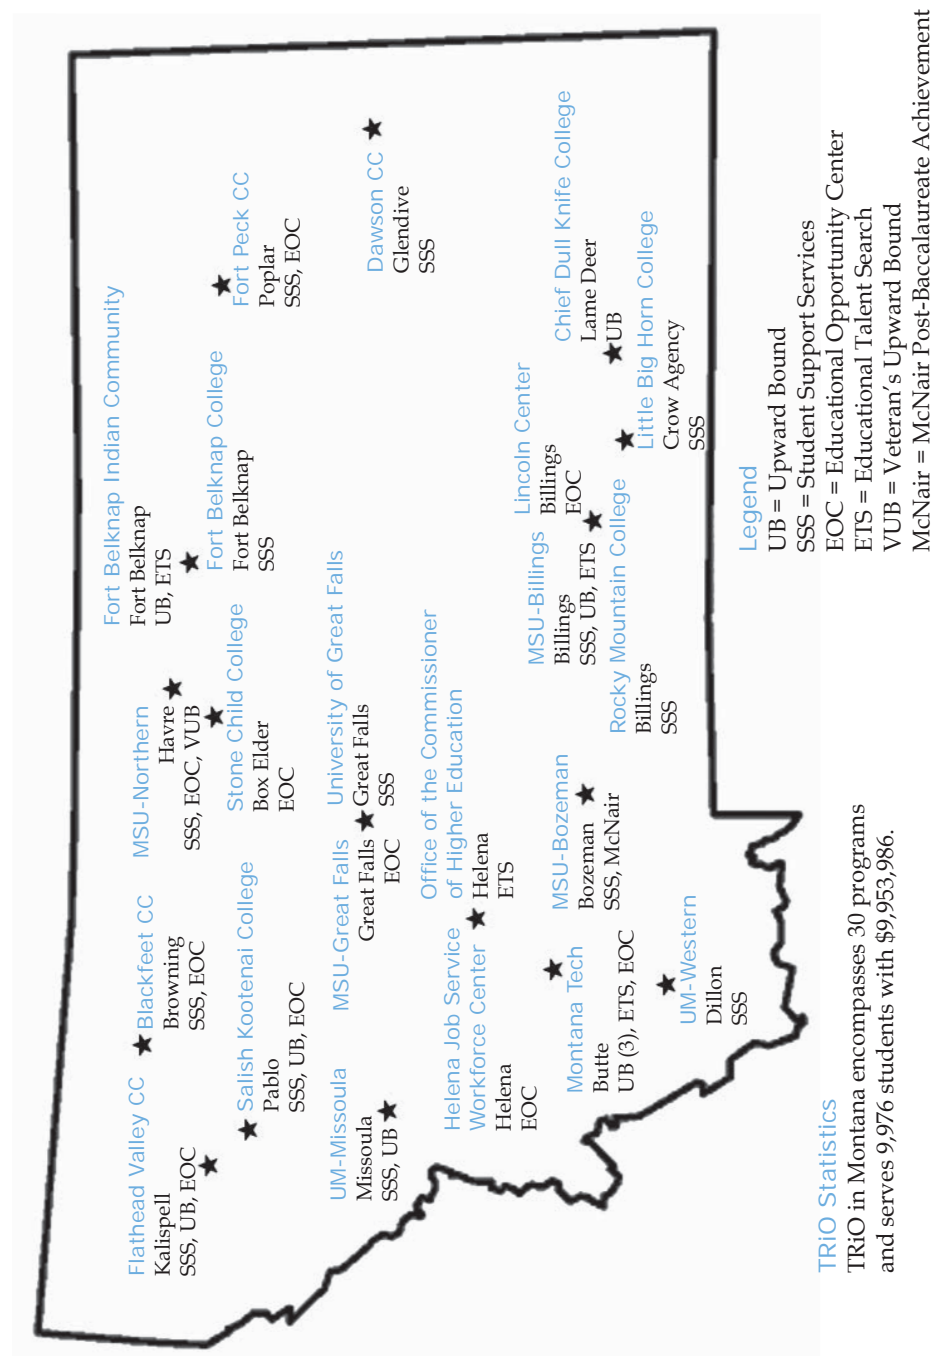 Flathead Valley CC
Kalispell
SSS, UB, EOC
Blackfeet CC
Browning
SSS, EOC
MSU-Northern
Havre
SSS, EOC, VUB
Fort Belknap Indian Community
Fort Belknap
UB, ETS
Fort Belknap College
Fort Belknap
SSS
Fort Peck CC
Poplar
SSS, EOC
Salish Kootenai College
Pablo
SSS, UB, EOC
Stone Child College
Box Elder
EOC
UM-Missoula
Missoula
SSS, UB
MSU-Great Falls
Great Falls
EOC
University of Great Falls
Great Falls
SSS
Dawson CC
Glendive
SSS
Helena Job Service
Workforce Center
Helena
EOC
Office of the Commissioner
of Higher Education
Helena
ETS
Montana Tech
Butte
UB (3), ETS, EOC
MSU-Bozeman
Bozeman
SSS, McNair
MSU-Billings
Billings
SSS, UB, ETS
Lincoln Center
Billings
EOC
Chief Dull Knife College
Lame Deer
UB
Rocky Mountain College
Billings
SSS
Little Big Horn College
Crow Agency
SSS
UM-Western
Dillon
SSS
TRiO Statistics
TRiO in Montana encompasses 30 programs
and serves 9,976 students with $9,953,986.
Legend
UB = Upward Bound
SSS = Student Support Services
EOC = Educational Opportunity Center
ETS = Educational Talent Search
VUB = Veteran's Upward Bound
McNair = McNair Post-Baccalaureate Achievement